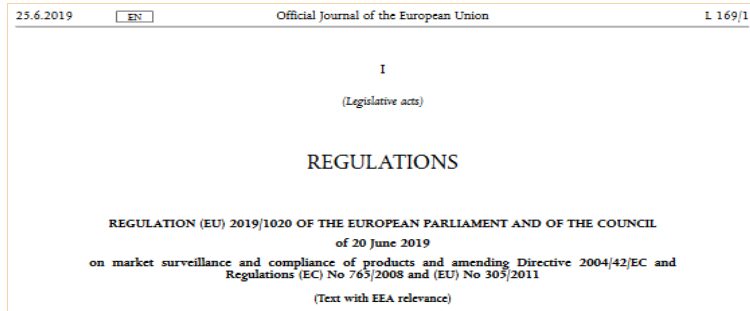 25.6.2019 EN Official Journal of the European Union L 169/1
I
(Legislative acts)
REGULATIONS
REGULATION (EU) 2019/1020 OF THE EUROPEAN PARLIAMENT AND OF THE COUNCIL
of 20 June 2019
on market surveillance and compliance of products and amending Directive 2004/42/EC and
Regulations (EC) No 765/2008 and (EU) No 305/2011
(Text with EEA relevance)